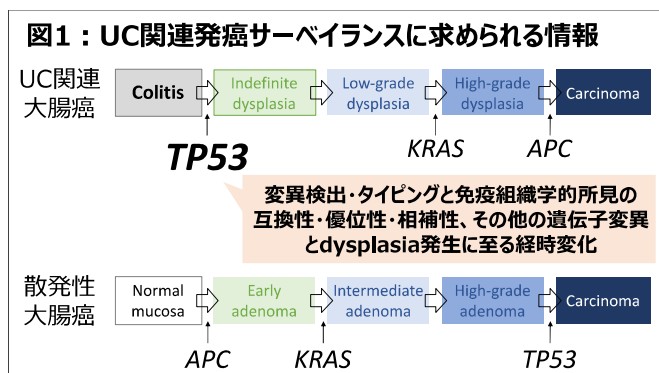 図1：UC関連発癌サーベイランスに求められる情報
UC関連
大腸癌
Colitis
Indefinite
dysplasia
Low-grade
dysplasia
High-grade
dysplasia
Carcinoma
TP53
KRAS
APC
変異検出・タイピングと免疫組織学的所見の
互換性・優位性・相補性、その他の遺伝子変異
とdysplasia発生に至る経時変化
散発性
大腸癌
Normal
mucosa
Early
adenoma
Intermediate
adenoma
High-grade
adenoma
Carcinoma
APC
KRAS
TP53